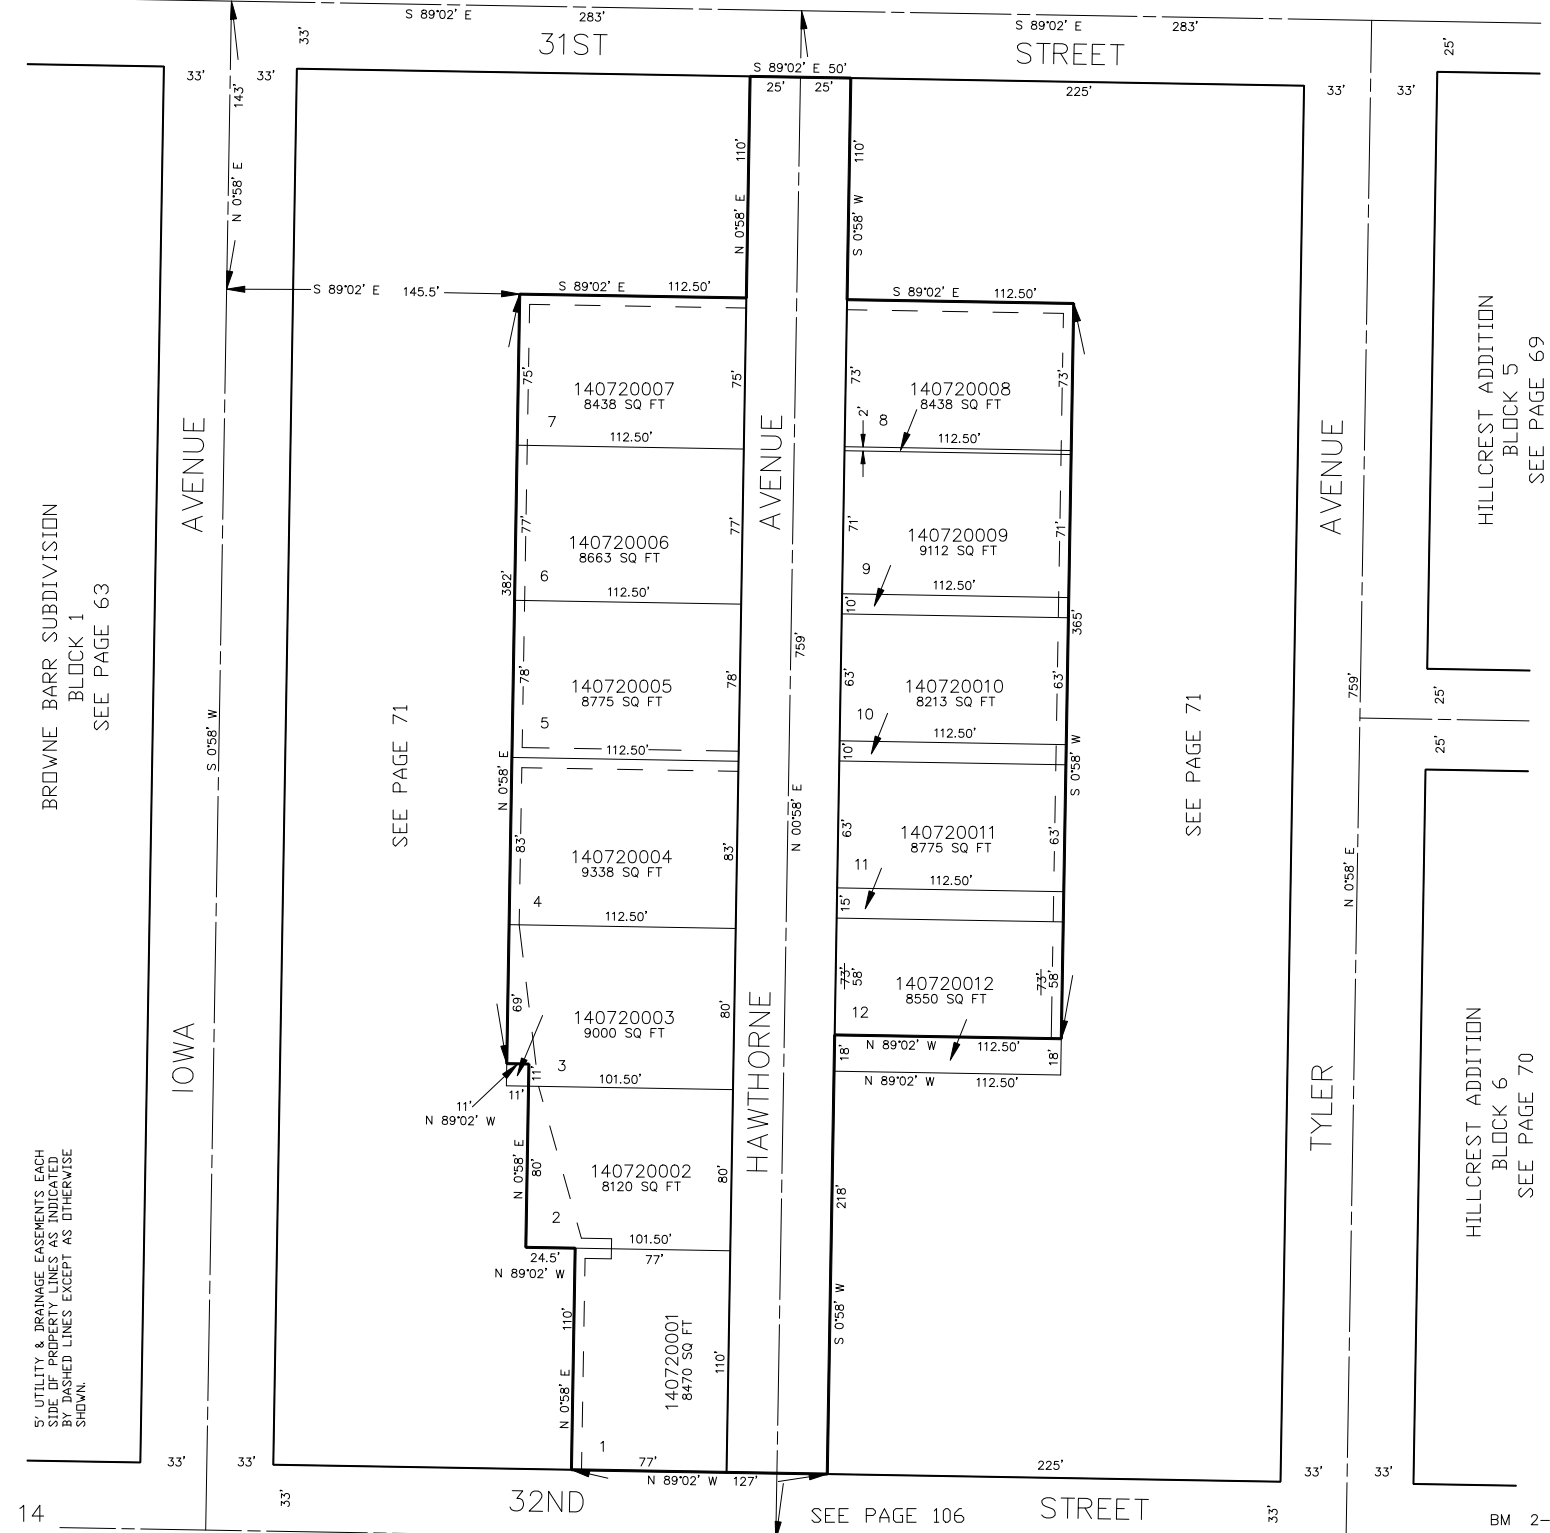 S 89°02' E 283'
S 89°02' E 283'
33'
31ST STREET
25'
33' 33'
S 89°02' E 50'
25' 25'
225'
33' 33'
143'
N 0°58' E
110'
N 0°58' E
110'
S 0°58' W
S 89°02' E 145.5'
S 89°02' E 112.50'
S 89°02' E 112.50'
75'
140720007
8438 SQ FT
7
75'
112.50'
73'
140720008
8438 SQ FT
8
2'
73'
112.50'
77'
140720006
8663 SQ FT
6
77'
112.50'
71'
140720009
9112 SQ FT
9
71'
112.50'
10'
382'
365'
78'
140720005
8775 SQ FT
5
78'
112.50'
63'
140720010
8213 SQ FT
10
63'
112.50'
10'
N 0°58' E
S 0°58' W
83'
140720004
9338 SQ FT
4
83'
112.50'
63'
140720011
8775 SQ FT
11
63'
112.50'
15'
69'
140720003
9000 SQ FT
3
80'
101.50'
11'
11'
11'
N 89°02' W
73'
58'
140720012
8550 SQ FT
12
73'
58'
N 89°02' W 112.50'
18'
18'
N 89°02' W 112.50'
N 0°58' E
80'
140720002
8120 SQ FT
2
80'
101.50'
77'
24.5'
N 89°02' W
110'
N 0°58' E
140720001
8470 SQ FT
1
110'
77'
N 89°02' W 127'
218'
S 0°58' W
225'
HAWTHORNE AVENUE
759'
N 00°58' E
IOWA AVENUE
S 0°58' W
TYLER AVENUE
759'
N 0°58' E
SEE PAGE 71
SEE PAGE 71
BROWNE BARR SUBDIVISION
BLOCK 1
SEE PAGE 63
HILLCREST ADDITION
BLOCK 5
SEE PAGE 69
25'
25'
HILLCREST ADDITION
BLOCK 6
SEE PAGE 70
5' UTILITY & DRAINAGE EASEMENTS EACH
SIDE OF PROPERTY LINES AS INDICATED
BY DASHED LINES EXCEPT AS OTHERWISE
SHOWN.
33' 33'
33' 33'
33'
32ND STREET
33'
SEE PAGE 106
14
BM 2-